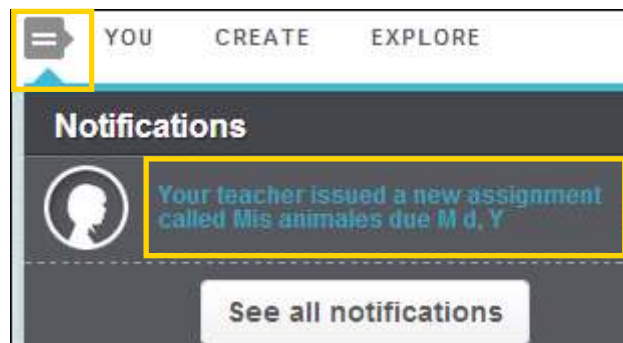 YOU CREATE EXPLORE
Notifications
Your teacher issued a new assignment
called Mis animales due M d, Y
See all notifications